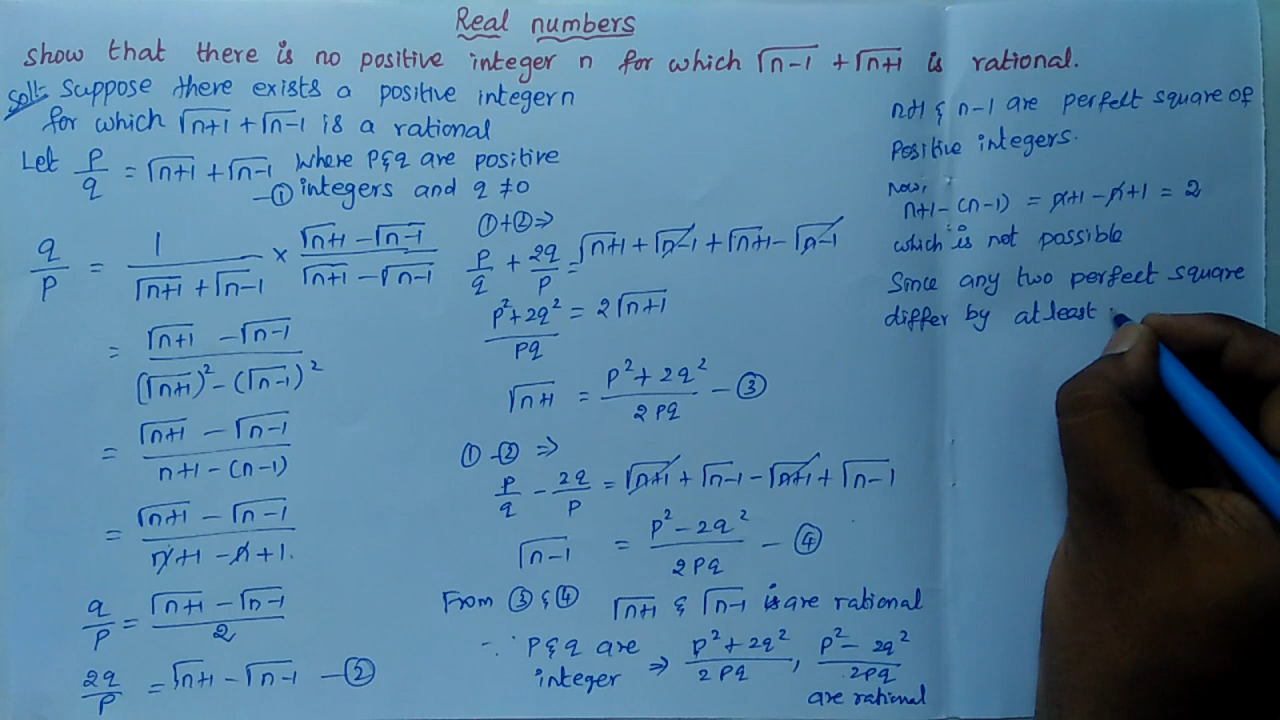 Real numbers
show that there is no positive integer n for which √n-1 + √n+1 is rational.
Sol:- Suppose there exists a positive integer n
for which √n+1 + √n-1 is a rational
Let p/q = √n+1 + √n-1 where p & q are positive
—① integers and q ≠ 0
q/p = 1/(√n+1 + √n-1) × (√n+1 - √n-1)/(√n+1 - √n-1)
= (√n+1 - √n-1)/((√n+1)² - (√n-1)²)
= (√n+1 - √n-1)/(n+1-(n-1))
= (√n+1 - √n-1)/(n+1-n+1)
q/p = (√n+1 - √n-1)/2
2q/p = √n+1 - √n-1 —②
①+② ⇒
p/q + 2q/p = √n+1 + √n-1 + √n+1 - √n-1
(p²+2q²)/pq = 2√n+1
√n+1 = (p²+2q²)/2pq —③
①-② ⇒
p/q - 2q/p = √n+1 + √n-1 - √n+1 + √n-1
√n-1 = (p²-2q²)/2pq —④
From ③ & ④ √n+1 & √n-1 is are rational
∵ p & q are integer ⇒ (p²+2q²)/2pq, (p²-2q²)/2pq
are rational
n+1 & n-1 are perfect square of
positive integers.
Now,
n+1-(n-1) = n+1-n+1 = 2
which is not possible
Since any two perfect square
differ by at least